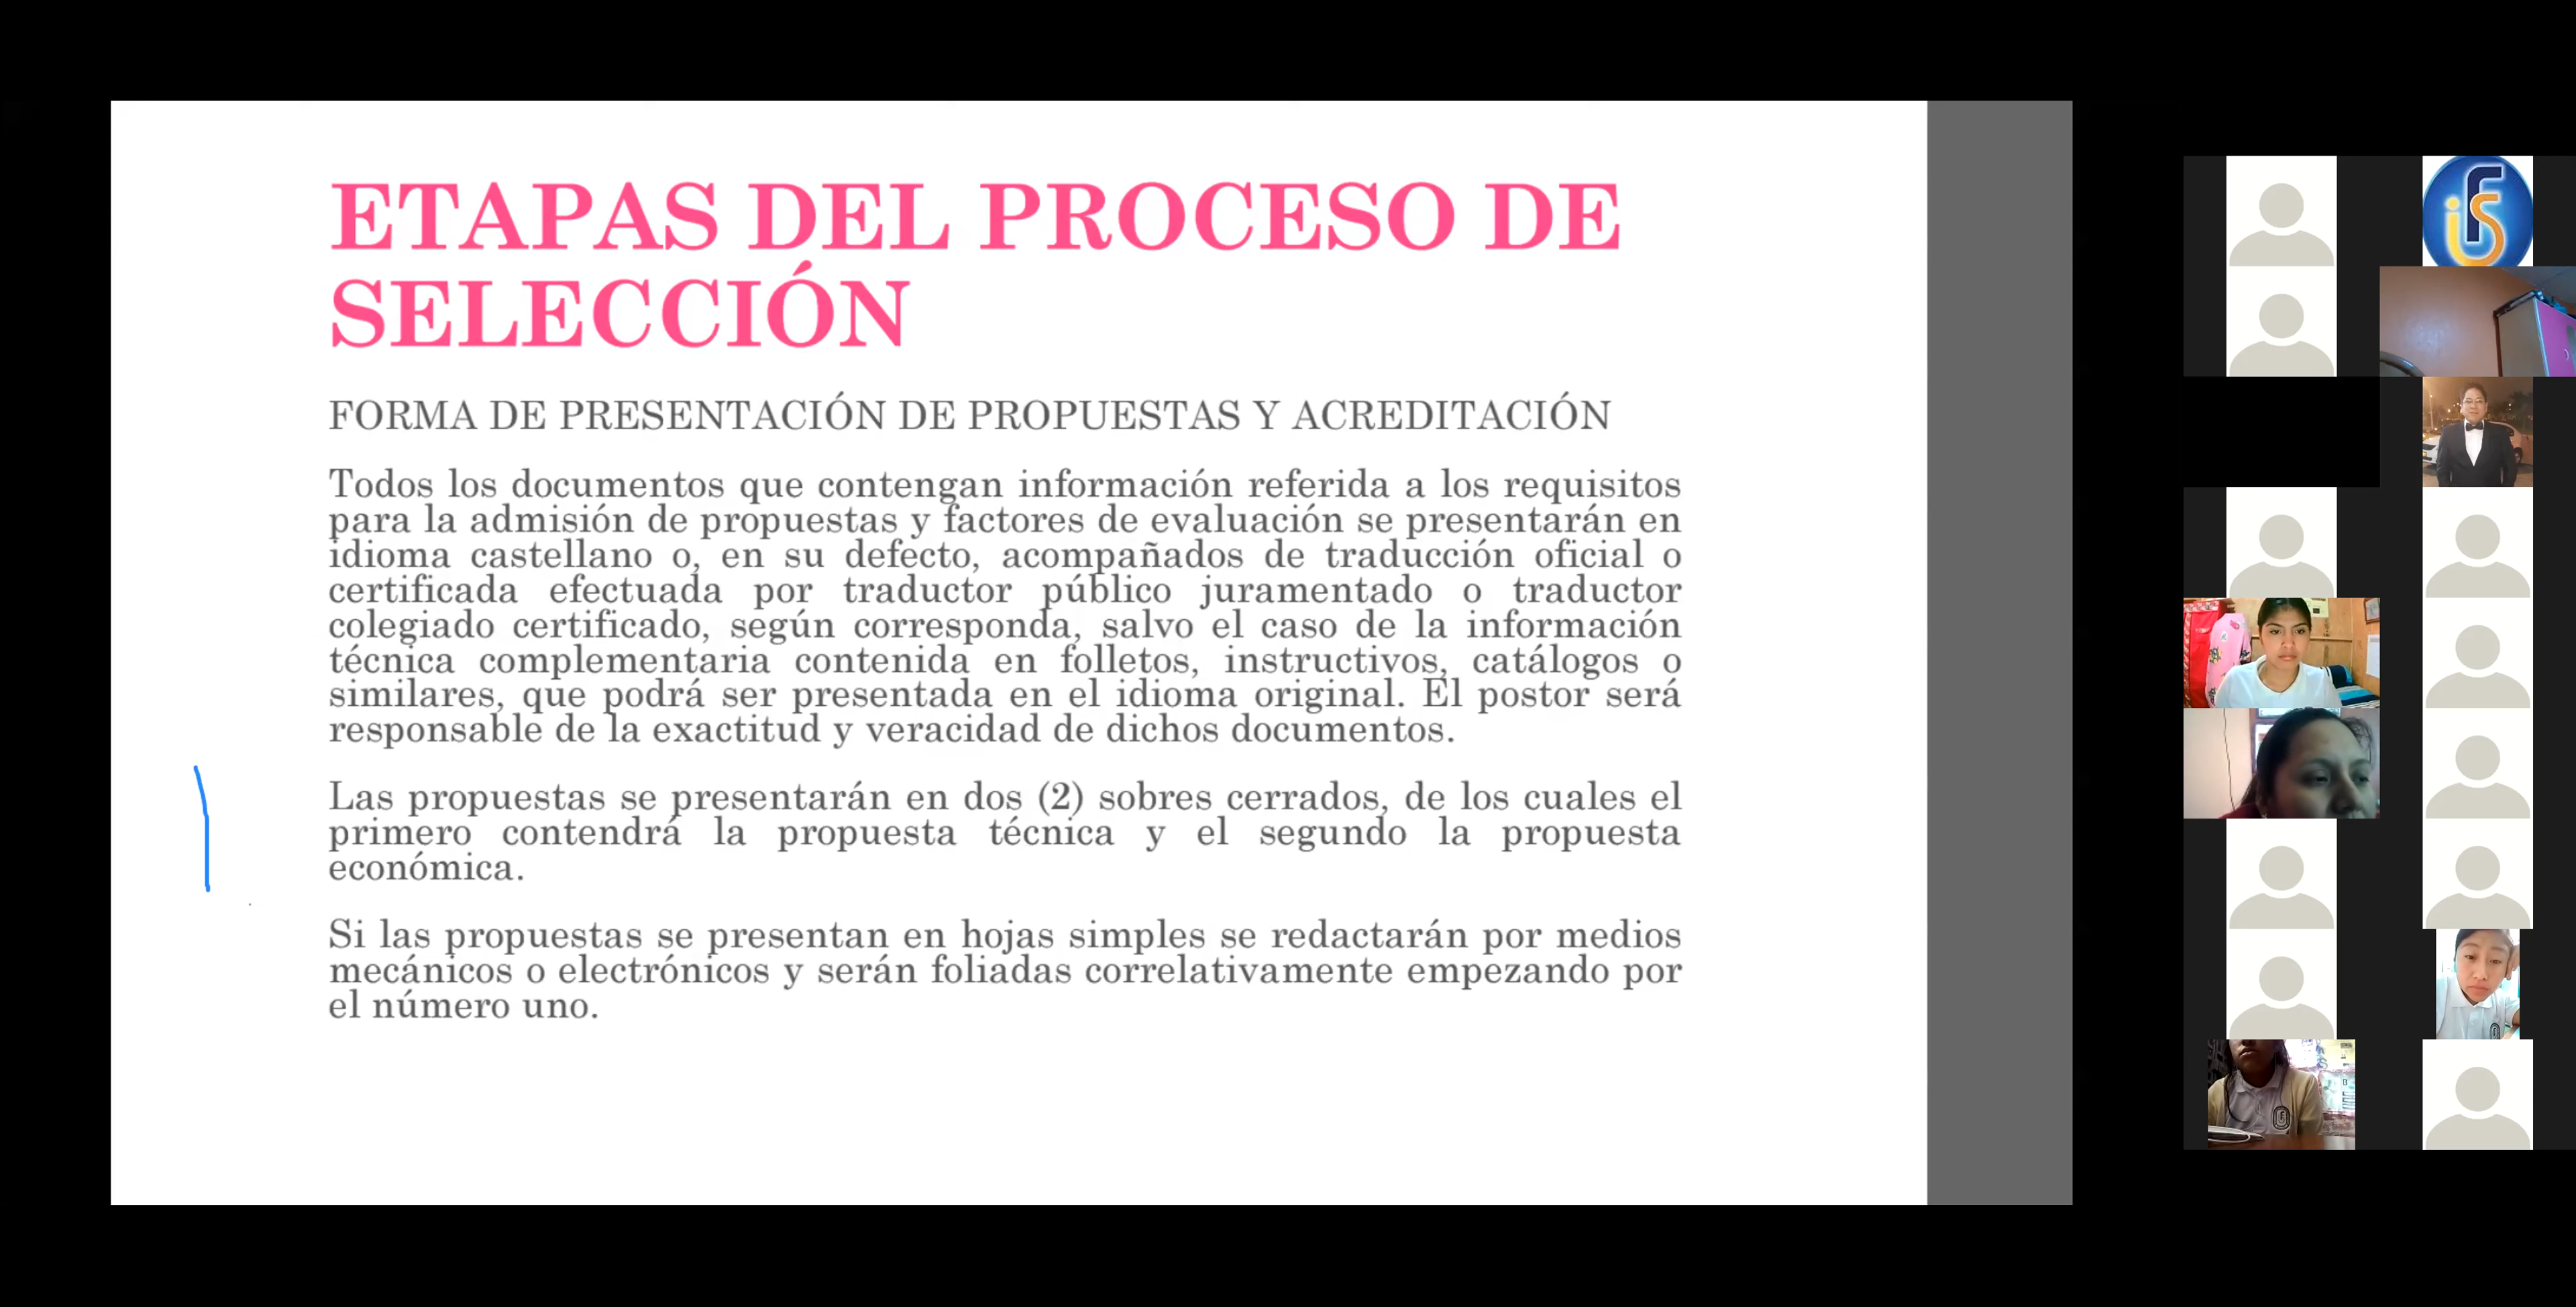 ETAPAS DEL PROCESO DE
SELECCIÓN
FORMA DE PRESENTACIÓN DE PROPUESTAS Y ACREDITACIÓN
Todos los documentos que contengan información referida a los requisitos
para la admisión de propuestas y factores de evaluación se presentarán en
idioma castellano o, en su defecto, acompañados de traducción oficial o
certificada efectuada por traductor público juramentado o traductor
colegiado certificado, según corresponda, salvo el caso de la información
técnica complementaria contenida en folletos, instructivos, catálogos o
similares, que podrá ser presentada en el idioma original. El postor será
responsable de la exactitud y veracidad de dichos documentos.
Las propuestas se presentarán en dos (2) sobres cerrados, de los cuales el
primero contendrá la propuesta técnica y el segundo la propuesta
económica.
Si las propuestas se presentan en hojas simples se redactarán por medios
mecánicos o electrónicos y serán foliadas correlativamente empezando por
el número uno.